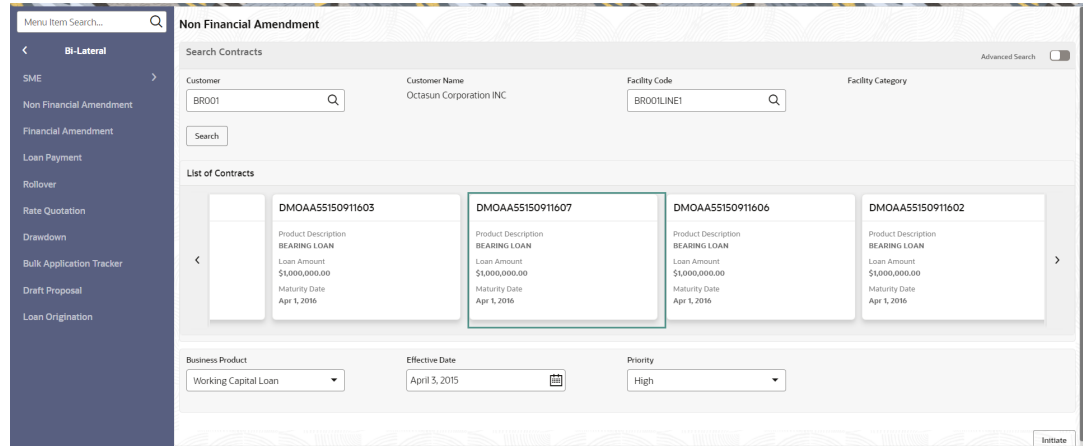 Menu Item Search...
Bi-Lateral
SME
Non Financial Amendment
Financial Amendment
Loan Payment
Rollover
Rate Quotation
Drawdown
Bulk Application Tracker
Draft Proposal
Loan Origination
Non Financial Amendment
Search Contracts
Advanced Search
Customer
Customer Name
Facility Code
Facility Category
BR001
Octasun Corporation INC
BR001LINE1
Search
List of Contracts
DMOAA55150911603
Product Description
BEARING LOAN
Loan Amount
$1,000,000.00
Maturity Date
Apr 1, 2016
DMOAA55150911607
Product Description
BEARING LOAN
Loan Amount
$1,000,000.00
Maturity Date
Apr 1, 2016
DMOAA55150911606
Product Description
BEARING LOAN
Loan Amount
$1,000,000.00
Maturity Date
Apr 1, 2016
DMOAA55150911602
Product Description
BEARING LOAN
Loan Amount
$1,000,000.00
Maturity Date
Apr 1, 2016
Business Product
Effective Date
Priority
Working Capital Loan
April 3, 2015
High
Initiate